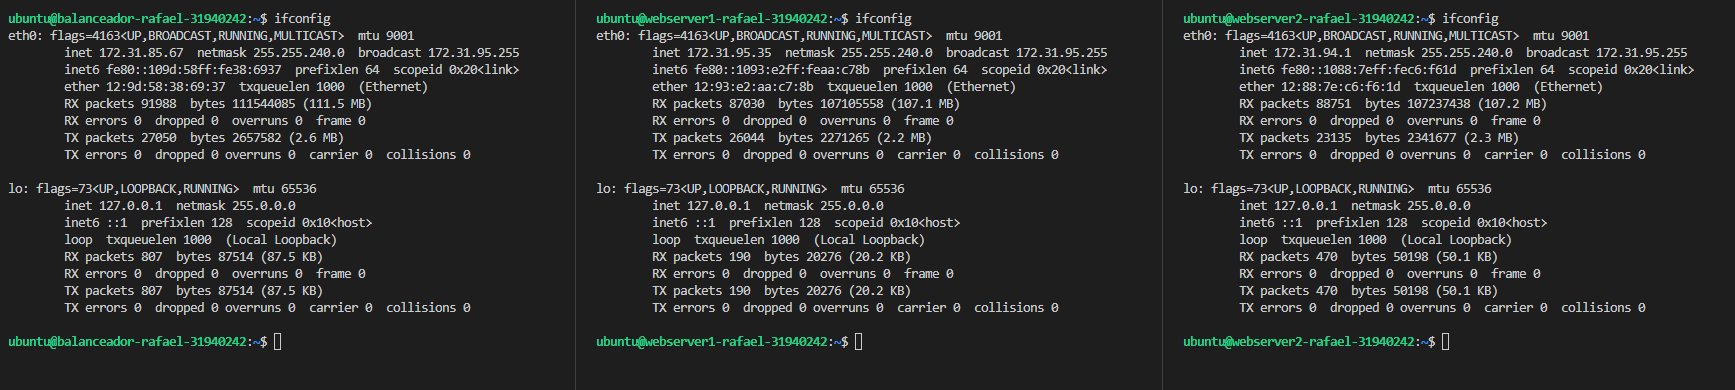 ubuntu@balanceador-rafael-31940242:~$ ifconfig
eth0: flags=4163<UP,BROADCAST,RUNNING,MULTICAST>  mtu 9001
        inet 172.31.85.67  netmask 255.255.240.0  broadcast 172.31.95.255
        inet6 fe80::109d:58ff:fe38:6937  prefixlen 64  scopeid 0x20<link>
        ether 12:9d:58:38:69:37  txqueuelen 1000  (Ethernet)
        RX packets 91988  bytes 111544085 (111.5 MB)
        RX errors 0  dropped 0  overruns 0  frame 0
        TX packets 27050  bytes 2657582 (2.6 MB)
        TX errors 0  dropped 0 overruns 0  carrier 0  collisions 0

lo: flags=73<UP,LOOPBACK,RUNNING>  mtu 65536
        inet 127.0.0.1  netmask 255.0.0.0
        inet6 ::1  prefixlen 128  scopeid 0x10<host>
        loop  txqueuelen 1000  (Local Loopback)
        RX packets 807  bytes 87514 (87.5 KB)
        RX errors 0  dropped 0  overruns 0  frame 0
        TX packets 807  bytes 87514 (87.5 KB)
        TX errors 0  dropped 0 overruns 0  carrier 0  collisions 0

ubuntu@balanceador-rafael-31940242:~$
ubuntu@webserver1-rafael-31940242:~$ ifconfig
eth0: flags=4163<UP,BROADCAST,RUNNING,MULTICAST>  mtu 9001
        inet 172.31.95.35  netmask 255.255.240.0  broadcast 172.31.95.255
        inet6 fe80::1093:e2ff:feaa:c78b  prefixlen 64  scopeid 0x20<link>
        ether 12:93:e2:aa:c7:8b  txqueuelen 1000  (Ethernet)
        RX packets 87030  bytes 107105558 (107.1 MB)
        RX errors 0  dropped 0  overruns 0  frame 0
        TX packets 26044  bytes 2271265 (2.2 MB)
        TX errors 0  dropped 0 overruns 0  carrier 0  collisions 0

lo: flags=73<UP,LOOPBACK,RUNNING>  mtu 65536
        inet 127.0.0.1  netmask 255.0.0.0
        inet6 ::1  prefixlen 128  scopeid 0x10<host>
        loop  txqueuelen 1000  (Local Loopback)
        RX packets 190  bytes 20276 (20.2 KB)
        RX errors 0  dropped 0  overruns 0  frame 0
        TX packets 190  bytes 20276 (20.2 KB)
        TX errors 0  dropped 0 overruns 0  carrier 0  collisions 0

ubuntu@webserver1-rafael-31940242:~$
ubuntu@webserver2-rafael-31940242:~$ ifconfig
eth0: flags=4163<UP,BROADCAST,RUNNING,MULTICAST>  mtu 9001
        inet 172.31.94.1  netmask 255.255.240.0  broadcast 172.31.95.255
        inet6 fe80::1088:7eff:fec6:f61d  prefixlen 64  scopeid 0x20<link>
        ether 12:88:7e:c6:f6:1d  txqueuelen 1000  (Ethernet)
        RX packets 88751  bytes 107237438 (107.2 MB)
        RX errors 0  dropped 0  overruns 0  frame 0
        TX packets 23135  bytes 2341677 (2.3 MB)
        TX errors 0  dropped 0 overruns 0  carrier 0  collisions 0

lo: flags=73<UP,LOOPBACK,RUNNING>  mtu 65536
        inet 127.0.0.1  netmask 255.0.0.0
        inet6 ::1  prefixlen 128  scopeid 0x10<host>
        loop  txqueuelen 1000  (Local Loopback)
        RX packets 470  bytes 50198 (50.1 KB)
        RX errors 0  dropped 0  overruns 0  frame 0
        TX packets 470  bytes 50198 (50.1 KB)
        TX errors 0  dropped 0 overruns 0  carrier 0  collisions 0

ubuntu@webserver2-rafael-31940242:~$